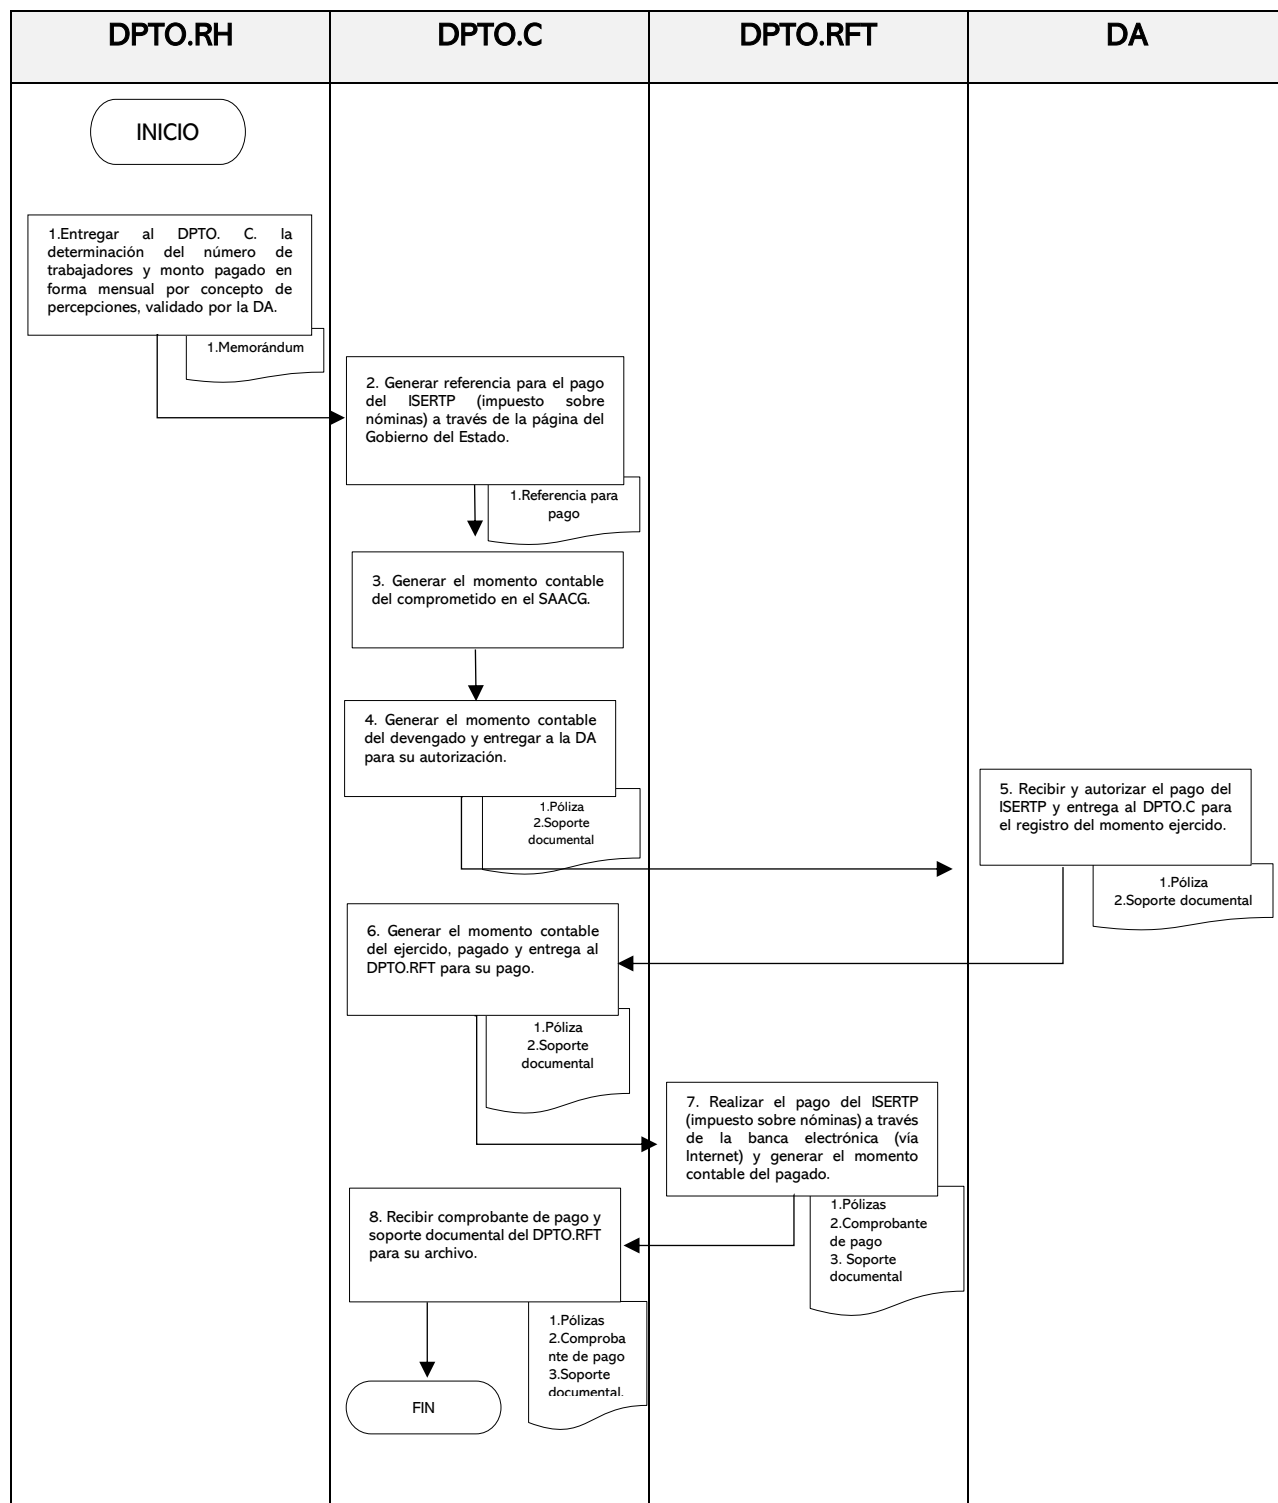 DPTO.RH
DPTO.C
DPTO.RFT
DA
INICIO
1.Entregar al DPTO. C. la
determinación del número de
trabajadores y monto pagado en
forma mensual por concepto de
percepciones, validado por la DA.
1.Memorándum
2. Generar referencia para el pago
del ISERTP (impuesto sobre
nóminas) a través de la página del
Gobierno del Estado.
1.Referencia para
pago
3. Generar el momento contable
del comprometido en el SAACG.
4. Generar el momento contable
del devengado y entregar a la DA
para su autorización.
1.Póliza
2.Soporte
documental
5. Recibir y autorizar el pago del
ISERTP y entrega al DPTO.C para
el registro del momento ejercido.
1.Póliza
2.Soporte documental
6. Generar el momento contable
del ejercido, pagado y entrega al
DPTO.RFT para su pago.
1.Póliza
2.Soporte
documental
7. Realizar el pago del ISERTP
(impuesto sobre nóminas) a través
de la banca electrónica (vía
Internet) y generar el momento
contable del pagado.
1.Pólizas
2.Comprobante
de pago
3. Soporte
documental
8. Recibir comprobante de pago y
soporte documental del DPTO.RFT
para su archivo.
1.Pólizas
2.Comproba
nte de pago
3.Soporte
documental.
FIN